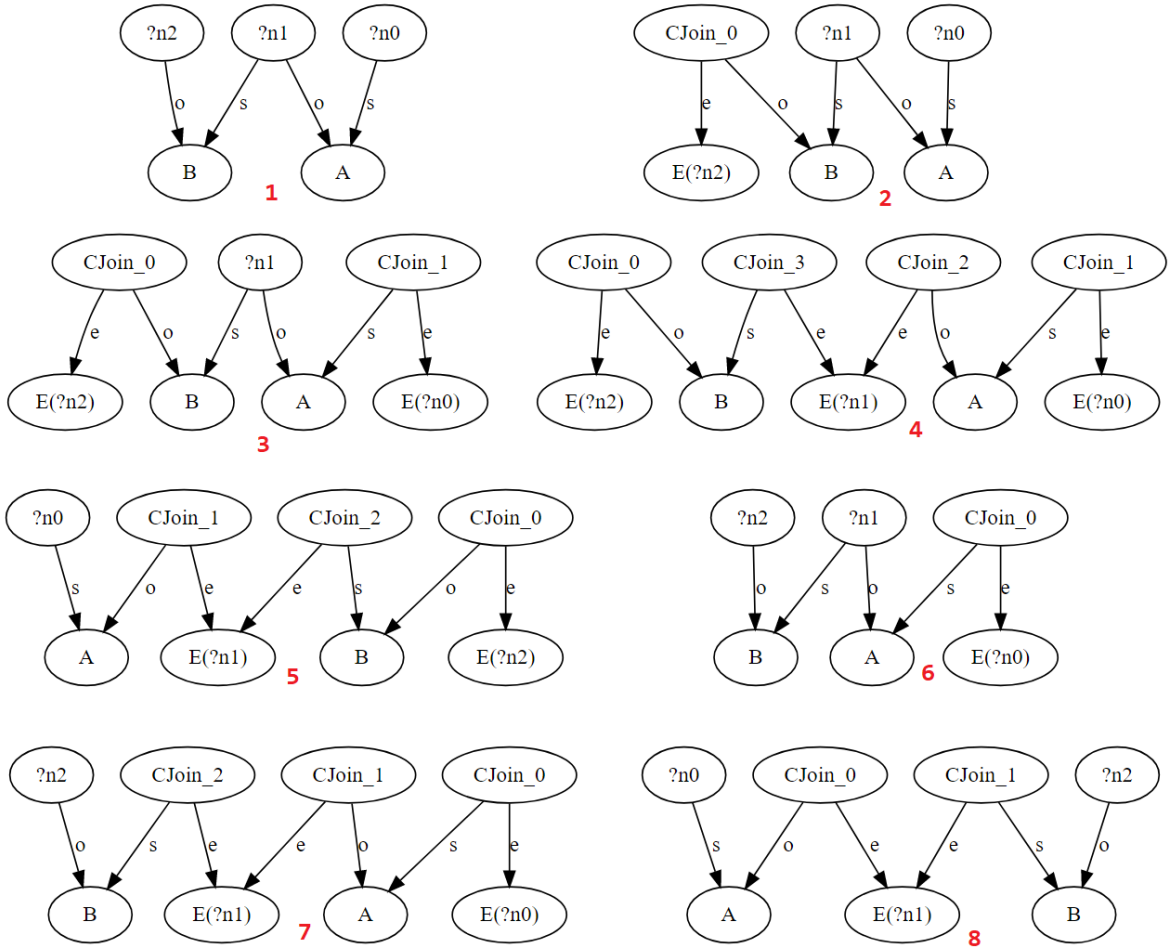 ?n2 ?n1 ?n0
o s o s
B A
1
CJoin_0 ?n1 ?n0
e o s o s
E(?n2) B A
2
CJoin_0 ?n1 CJoin_1
e o s o s e
E(?n2) B A E(?n0)
3
CJoin_0 CJoin_3 CJoin_2 CJoin_1
e o s e e o s e
E(?n2) B E(?n1) A E(?n0)
4
?n0 CJoin_1 CJoin_2 CJoin_0
s o e e s o e
A E(?n1) B E(?n2)
5
?n2 ?n1 CJoin_0
o s o s e
B A E(?n0)
6
?n2 CJoin_2 CJoin_1 CJoin_0
o s e e o s e
B E(?n1) A E(?n0)
7
?n0 CJoin_0 CJoin_1 ?n2
s o e e s o
A E(?n1) B
8